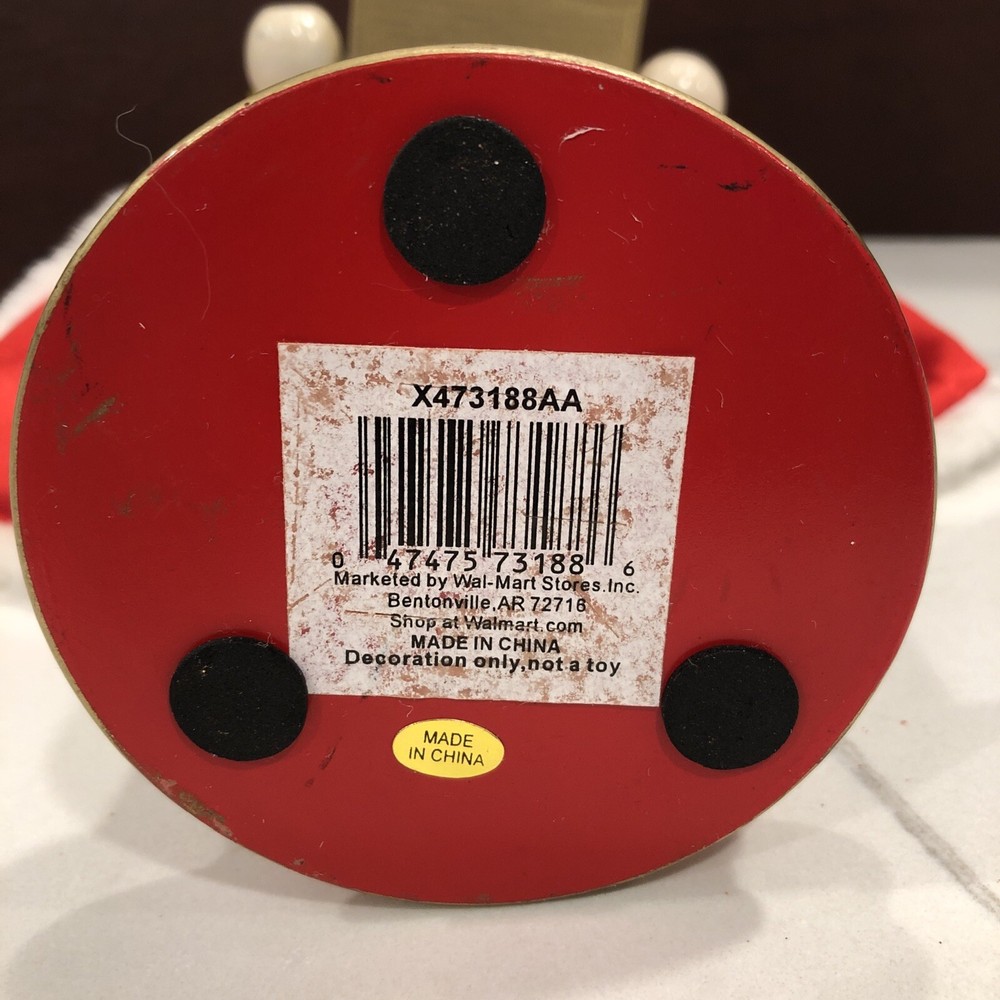 X473188AA
0 47475 73188 6
Marketed by Wal-Mart Stores.Inc.
Bentonville,AR 72716
Shop at Walmart.com
MADE IN CHINA
Decoration only,not a toy
MADE
IN CHINA